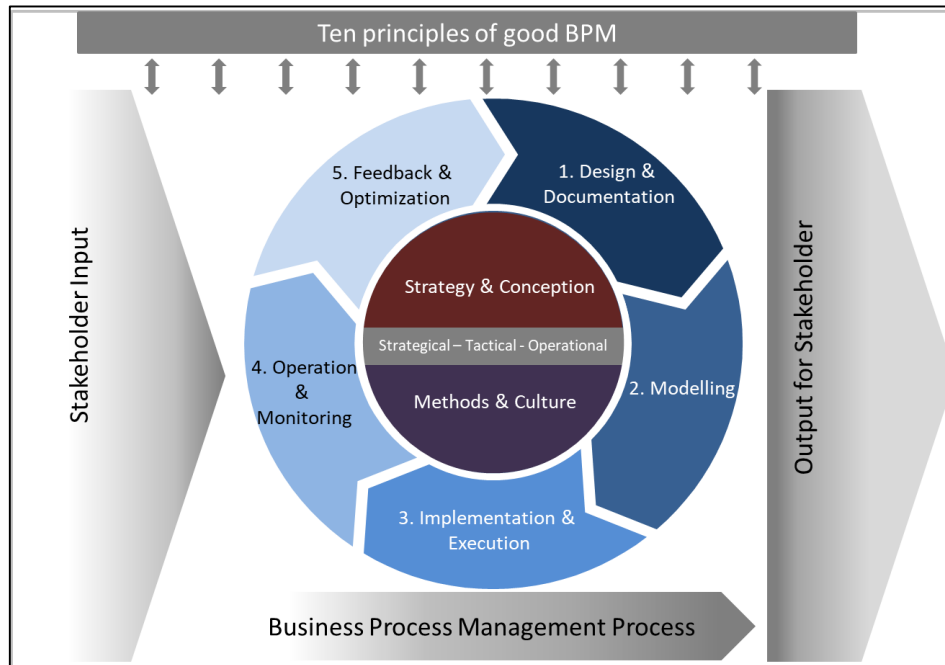 Ten principles of good BPM
Stakeholder Input
5. Feedback &
Optimization
1. Design &
Documentation
Strategy & Conception
Strategical – Tactical - Operational
Methods & Culture
4. Operation
&
Monitoring
2. Modelling
3. Implementation &
Execution
Output for Stakeholder
Business Process Management Process